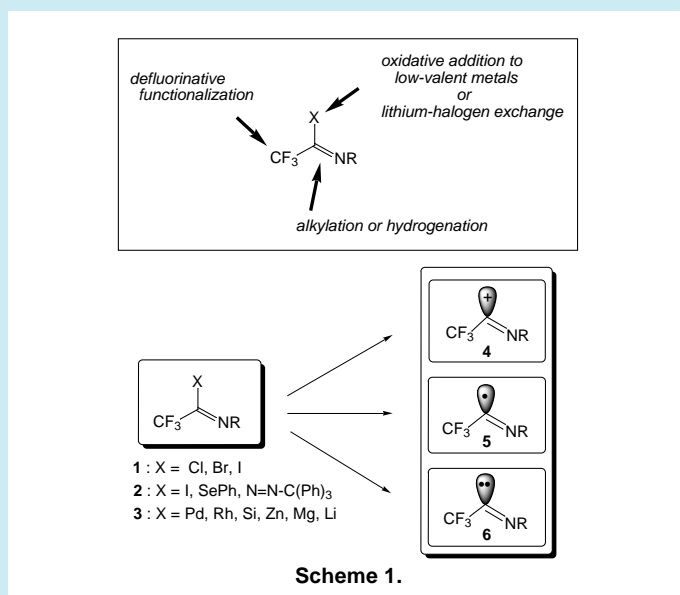 defluorinative
functionalization
oxidative addition to
low-valent metals
or
lithium-halogen exchange
X
CF₃
NR
alkylation or hydrogenation
X
CF₃
NR
1 : X = Cl, Br, I
2 : X = I, SePh, N=N-C(Ph)₃
3 : X = Pd, Rh, Si, Zn, Mg, Li
+
CF₃
NR
4
CF₃
NR
5
CF₃
NR
6
Scheme 1.